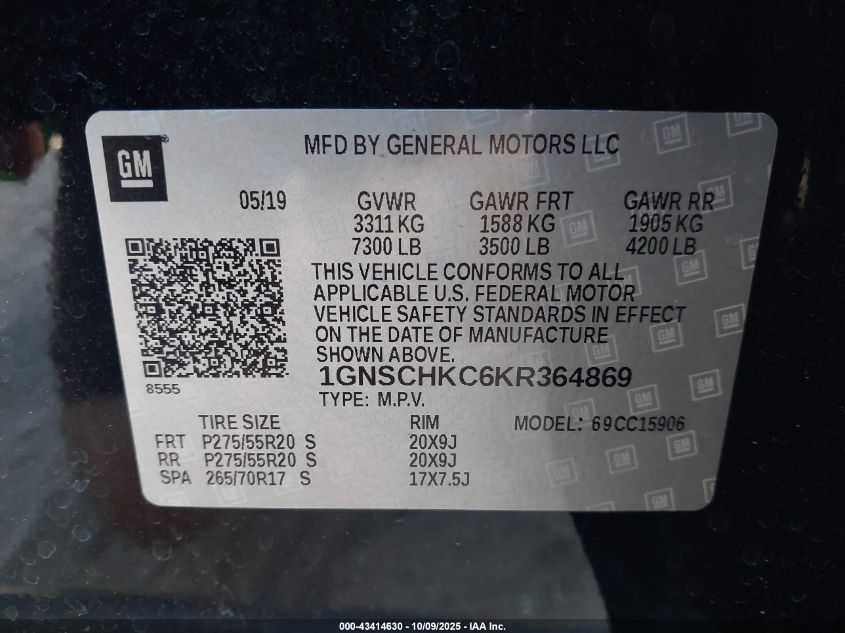 GM
MFD BY GENERAL MOTORS LLC
05/19 GVWR GAWR FRT GAWR RR
3311 KG 1588 KG 1905 KG
7300 LB 3500 LB 4200 LB
THIS VEHICLE CONFORMS TO ALL
APPLICABLE U.S. FEDERAL MOTOR
VEHICLE SAFETY STANDARDS IN EFFECT
ON THE DATE OF MANUFACTURE
SHOWN ABOVE.
8555
1GNSCHKC6KR364869
TYPE: M.P.V.
TIRE SIZE RIM MODEL: 69CC15906
FRT P275/55R20 S 20X9J
RR P275/55R20 S 20X9J
SPA 265/70R17 S 17X7.5J
000-43414630 - 10/09/2025 - IAA Inc.